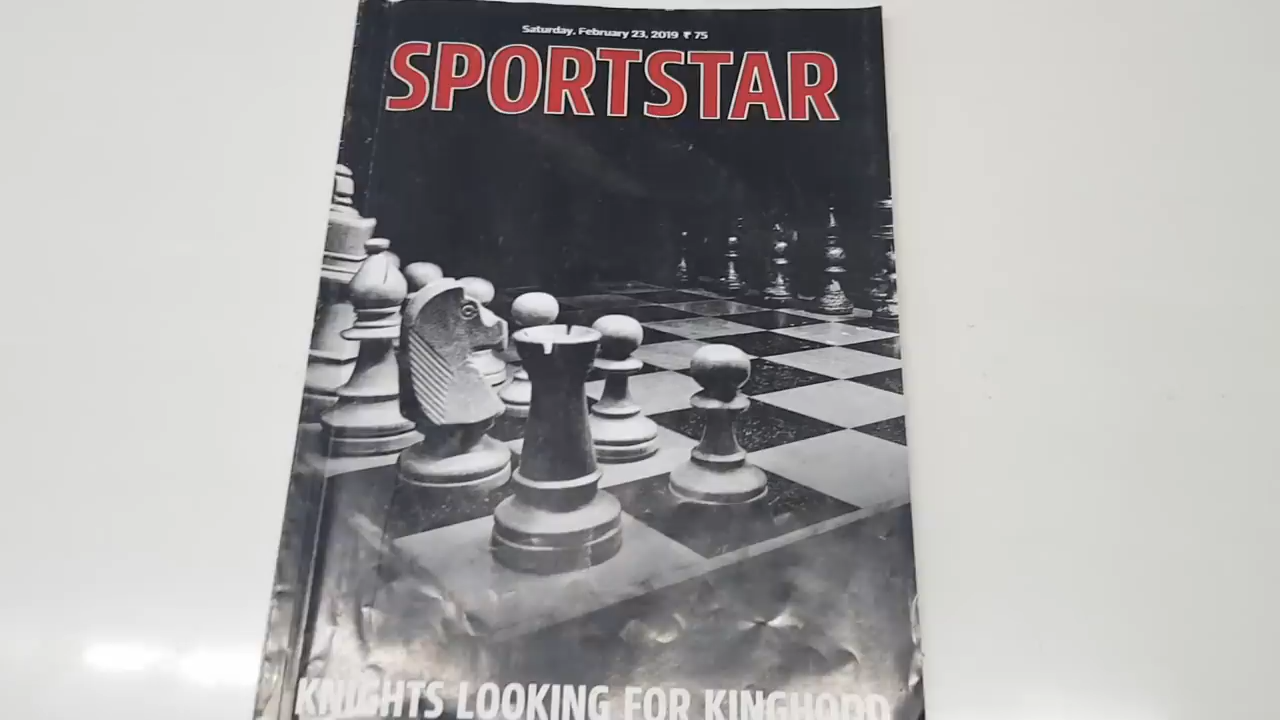 Saturday, February 23, 2019 ₹ 75
SPORTSTAR
KNIGHTS LOOKING FOR KINGHOOD